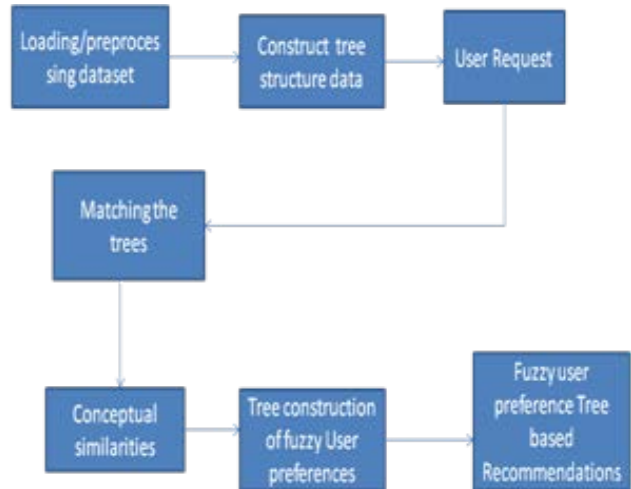 Loading/preproces
sing dataset
Construct tree
structure data
User Request
Matching the
trees
Conceptual
similarities
Tree construction
of fuzzy User
preferences
Fuzzy user
preference Tree
based
Recommendations